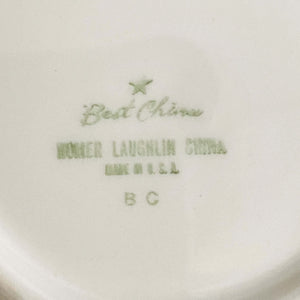 Best China
HOMER LAUGHLIN CHINA
MADE IN U.S.A.
B C